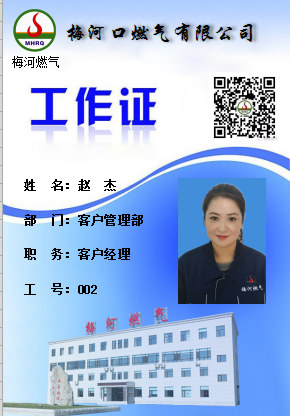 MHRG
梅河口燃气有限公司
梅河燃气
工作证
姓 名：赵 杰
部 门：客户管理部
职 务：客户经理
工 号：002
梅河燃气
梅河燃气